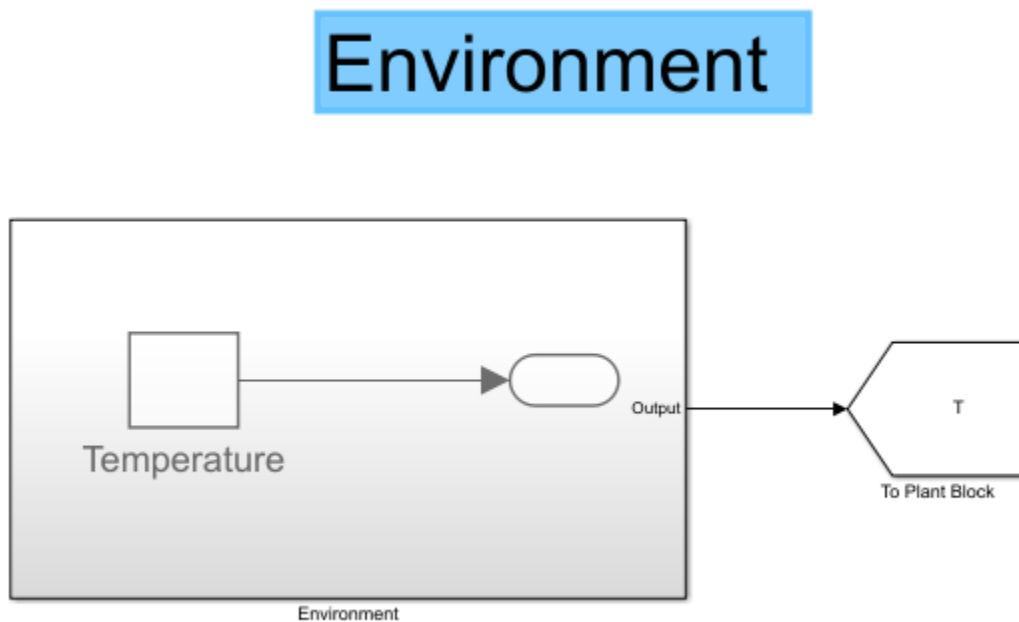 Environment
Temperature
Output
T
To Plant Block
Environment